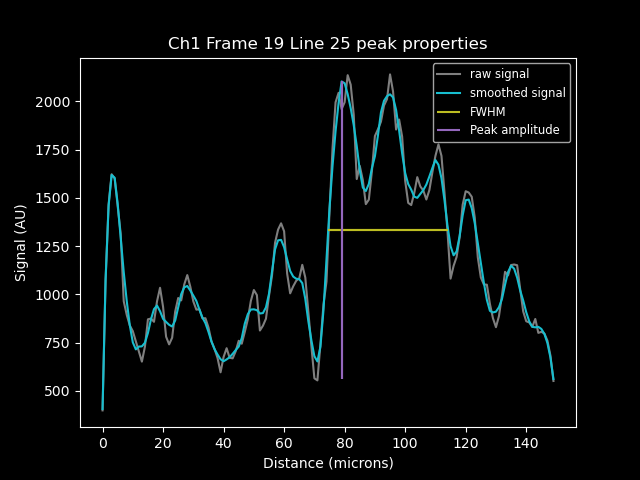 Ch1 Frame 19 Line 25 peak properties
raw signal
smoothed signal
FWHM
Peak amplitude
Signal (AU)
2000
1750
1500
1250
1000
750
500
0 20 40 60 80 100 120 140
Distance (microns)